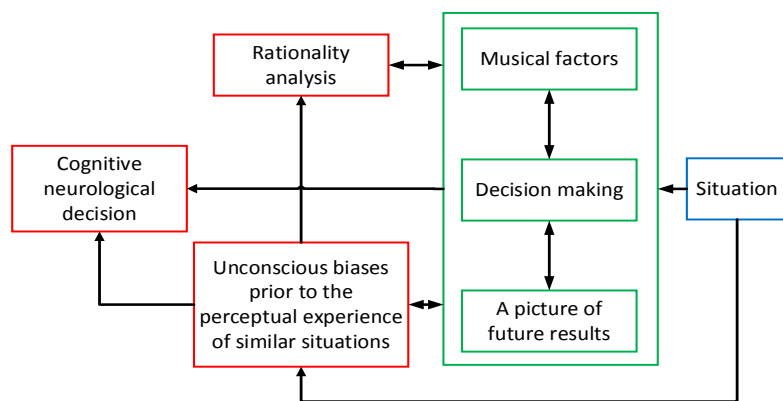 Rationality
analysis
Musical factors
Cognitive
neurological
decision
Decision making
Situation
Unconscious biases
prior to the
perceptual experience
of similar situations
A picture of
future results